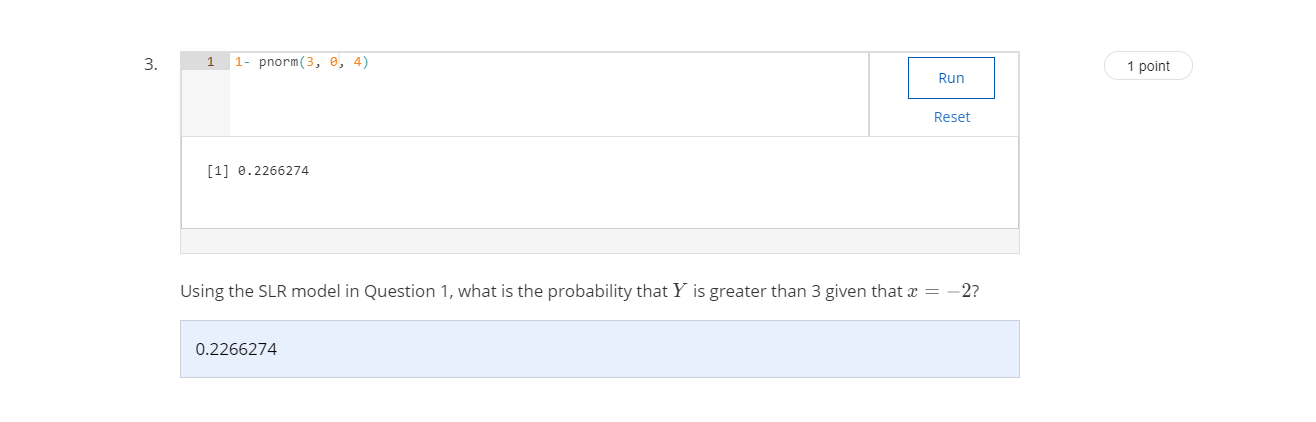 3.
1 1- pnorm(3, 0, 4)
Run
1 point
Reset
[1] 0.2266274
Using the SLR model in Question 1, what is the probability that Y is greater than 3 given that x = −2?
0.2266274